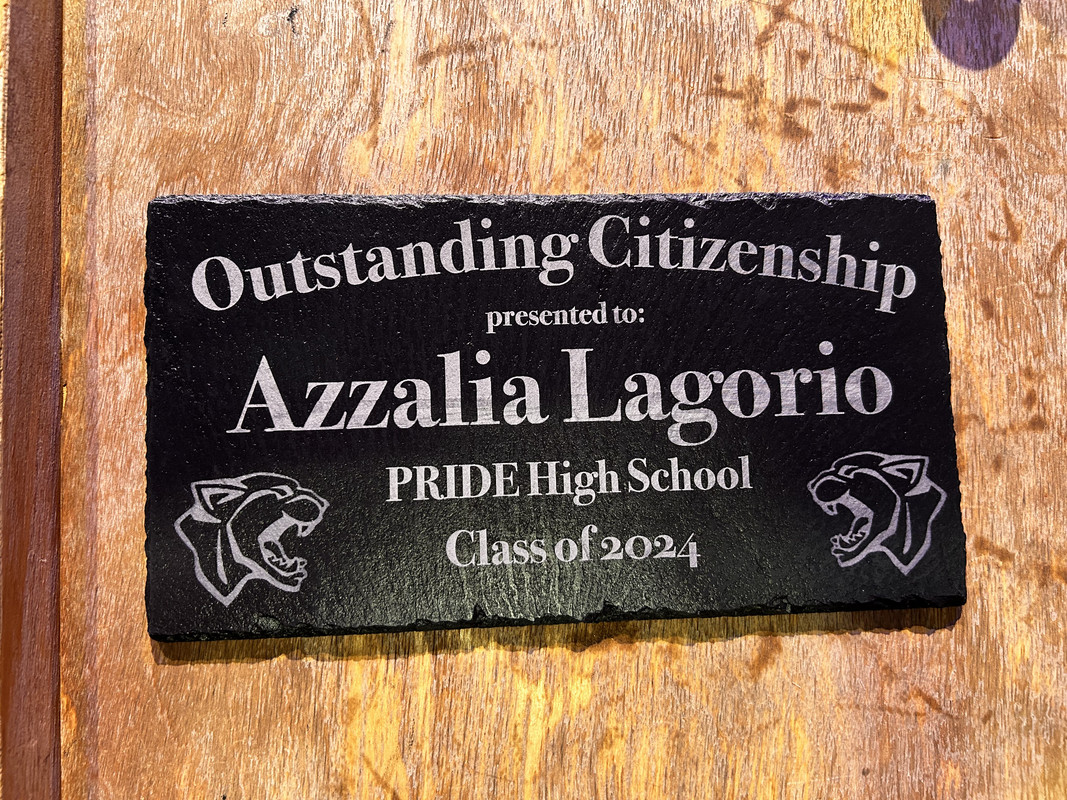 Outstanding Citizenship
presented to:
Azzalia Lagorio
PRIDE High School
Class of 2024